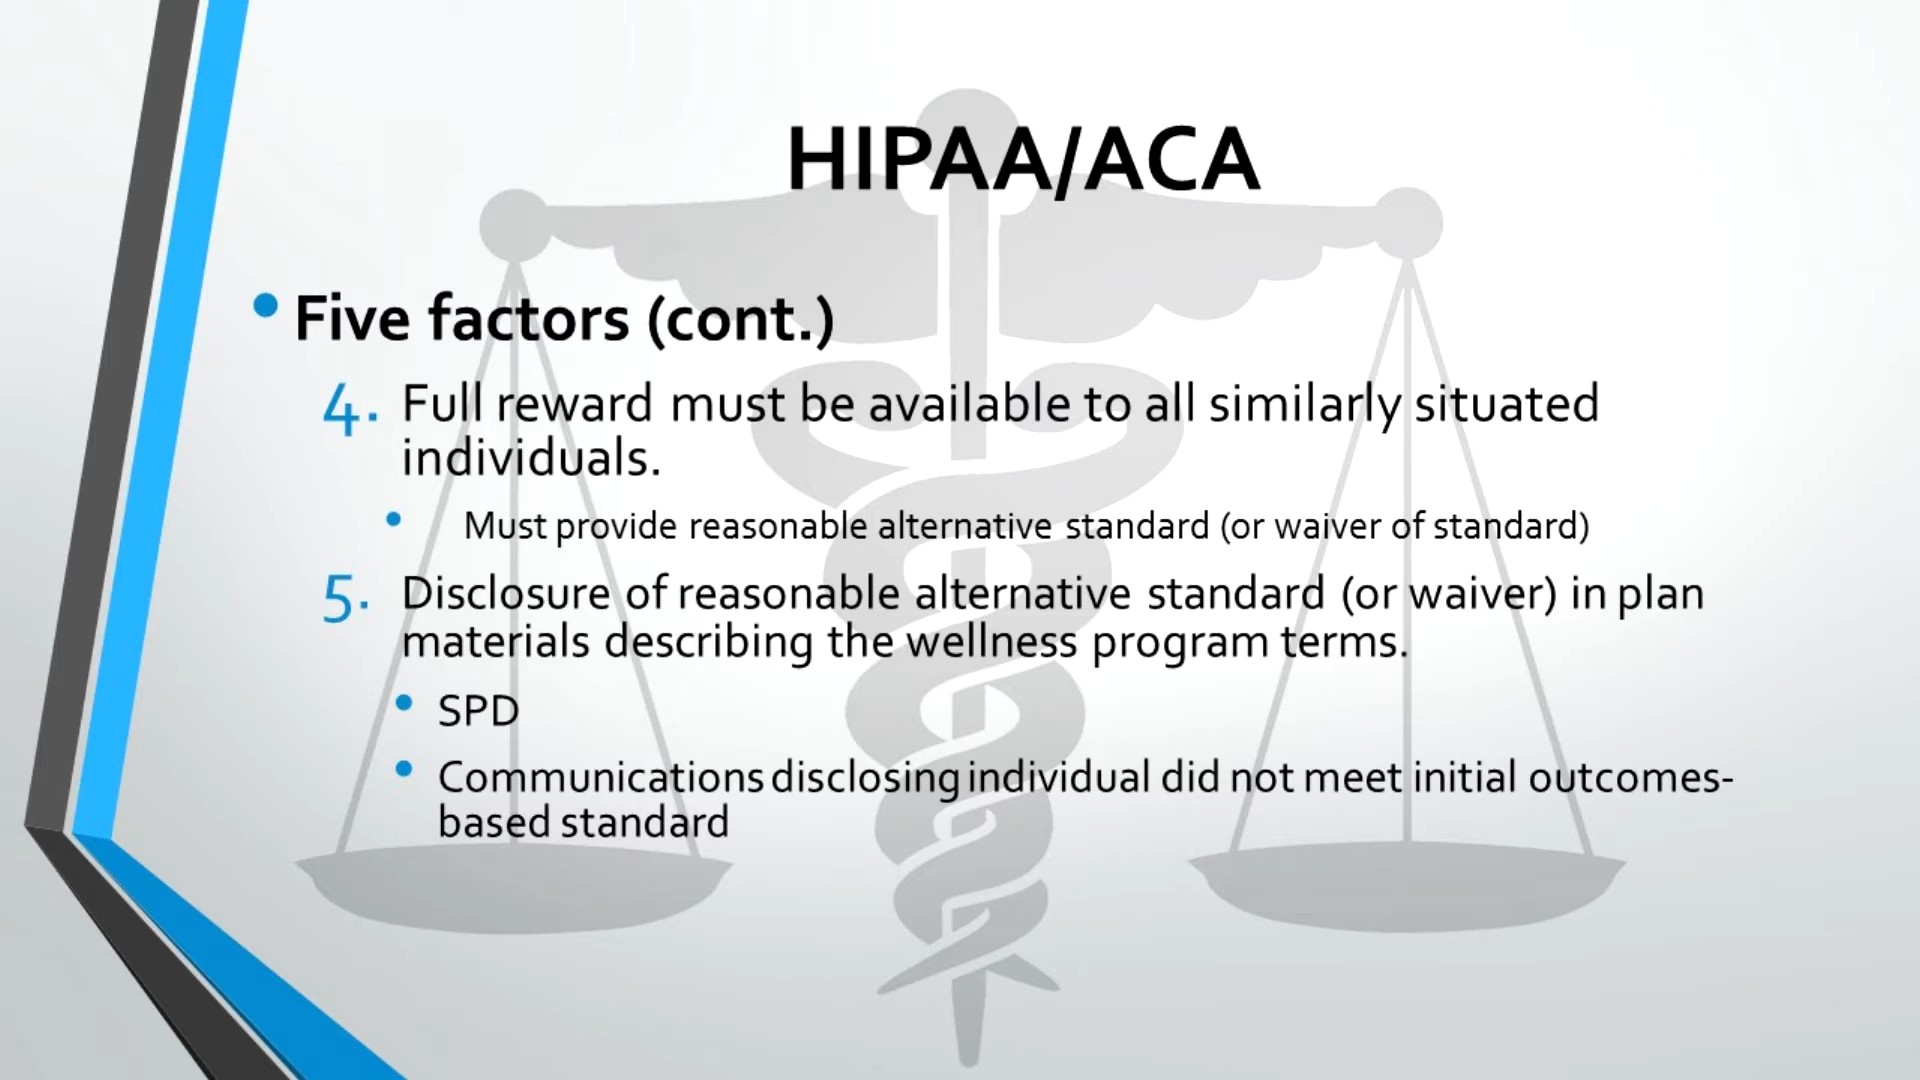 HIPAA/ACA
• Five factors (cont.)
4. Full reward must be available to all similarly situated
individuals.
• Must provide reasonable alternative standard (or waiver of standard)
5. Disclosure of reasonable alternative standard (or waiver) in plan
materials describing the wellness program terms.
• SPD
• Communications disclosing individual did not meet initial outcomes-
based standard